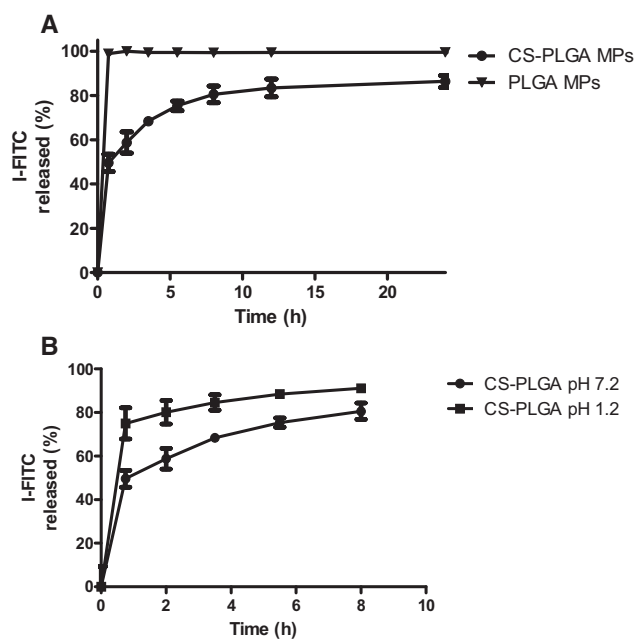 A
100
80
60
40
20
0
I-FITC
released (%)
0 5 10 15 20
Time (h)
CS-PLGA MPs
PLGA MPs
B
100
80
60
40
20
0
I-FITC
released (%)
0 2 4 6 8 10
Time (h)
CS-PLGA pH 7.2
CS-PLGA pH 1.2